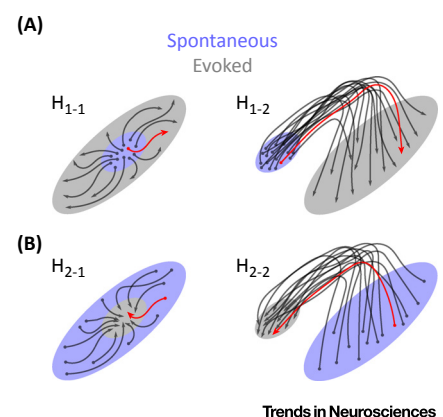 (A)
Spontaneous
Evoked
H1-1
H1-2
(B)
H2-1
H2-2
Trends in Neurosciences